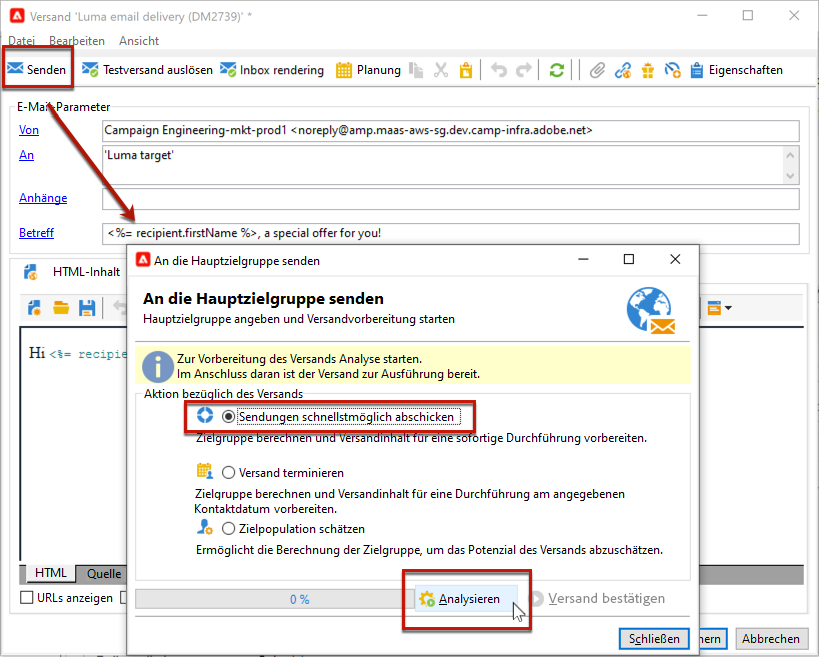 Versand 'Luma email delivery (DM2739)' *
Datei Bearbeiten Ansicht
Senden Testversand auslösen Inbox rendering Planung Eigenschaften
E-Mail-Parameter
Von Campaign Engineering-mkt-prod1 <noreply@amp.maas-aws-sg.dev.camp-infra.adobe.net>
An 'Luma target'
Anhänge
Betreff <%= recipient.firstName %>, a special offer for you!
HTML-Inhalt
An die Hauptzielgruppe senden
An die Hauptzielgruppe senden
Hauptzielgruppe angeben und Versandvorbereitung starten
Hi <%= recipie
Zur Vorbereitung des Versands Analyse starten.
Im Anschluss daran ist der Versand zur Ausführung bereit.
Aktion bezüglich des Versands
Sendungen schnellstmöglich abschicken
Zielgruppe berechnen und Versandinhalt für eine sofortige Durchführung vorbereiten.
Versand terminieren
Zielgruppe berechnen und Versandinhalt für eine Durchführung am angegebenen
Kontaktdatum vorbereiten.
Zielpopulation schätzen
Ermöglicht die Berechnung der Zielgruppe, um das Potenzial des Versands abzuschätzen.
HTML Quelle
URLs anzeigen
0 % Analysieren Versand bestätigen
Schließen nern Abbrechen